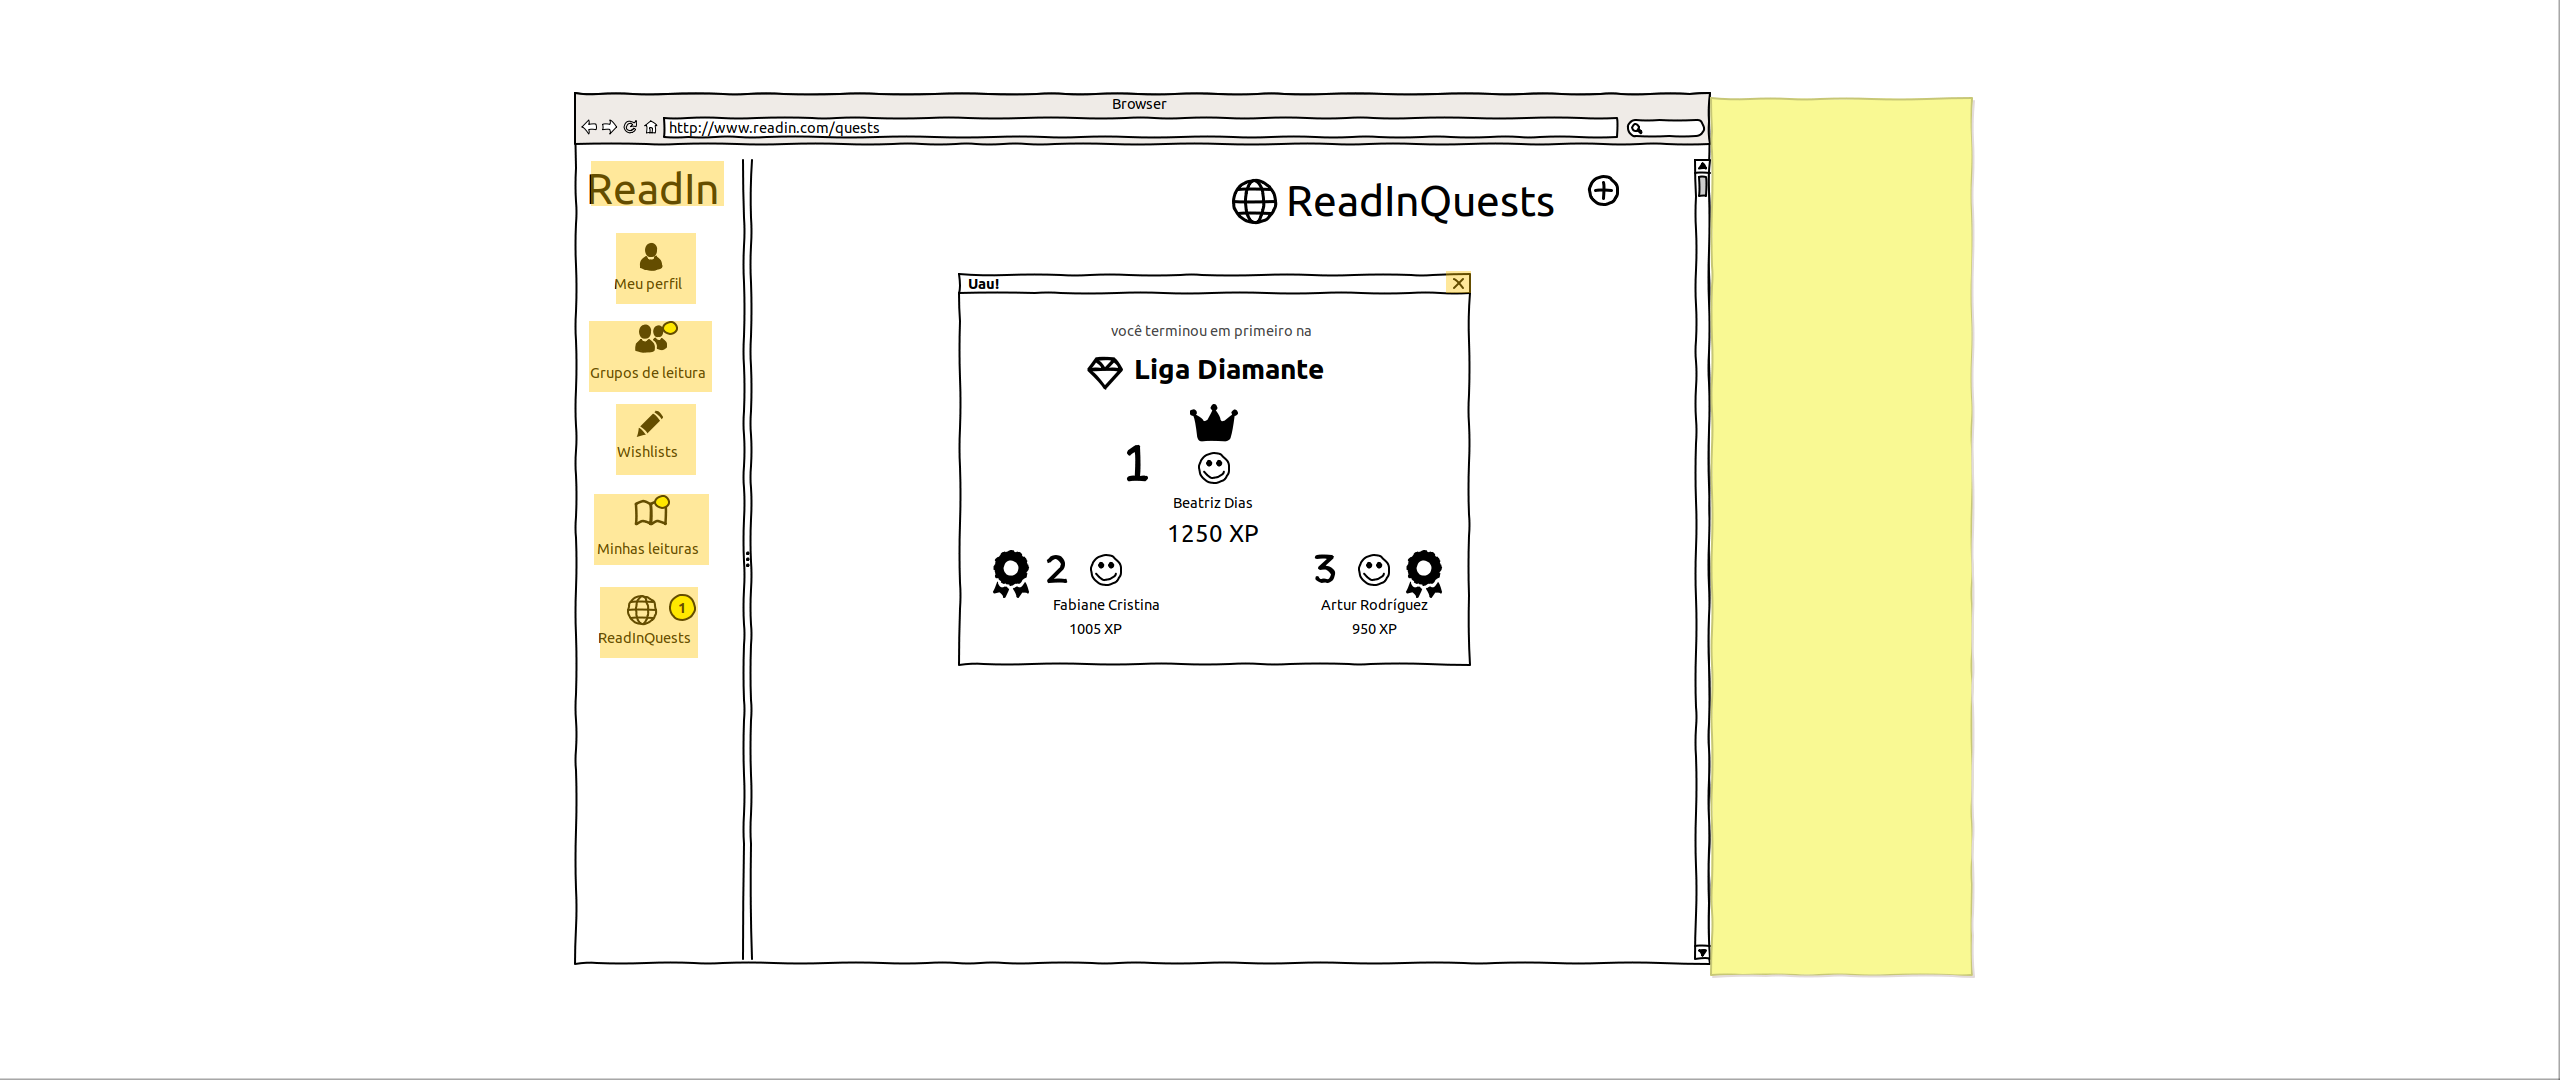 Browser
http://www.readin.com/quests
ReadIn
Meu perfil
Grupos de leitura
Wishlists
Minhas leituras
1
ReadInQuests
ReadInQuests
Uau!
você terminou em primeiro na
Liga Diamante
1
Beatriz Dias
1250 XP
2
Fabiane Cristina
1005 XP
3
Artur Rodríguez
950 XP